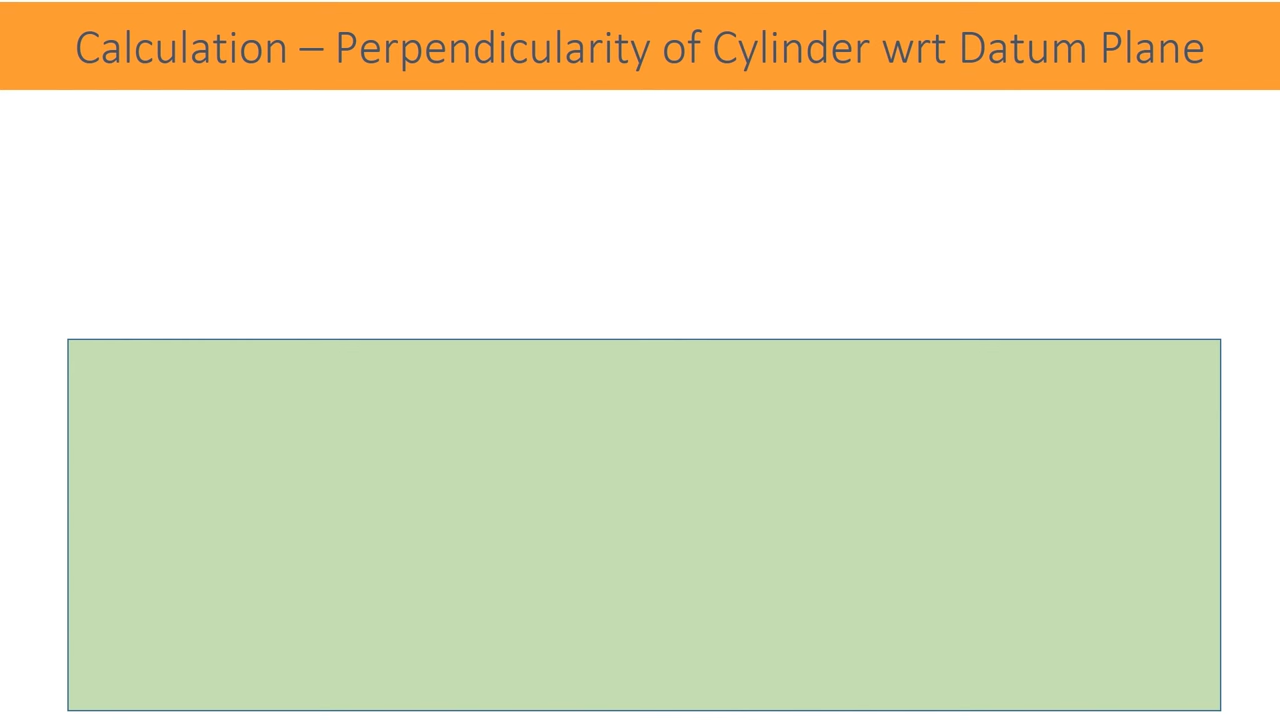 Calculation – Perpendicularity of Cylinder wrt Datum Plane